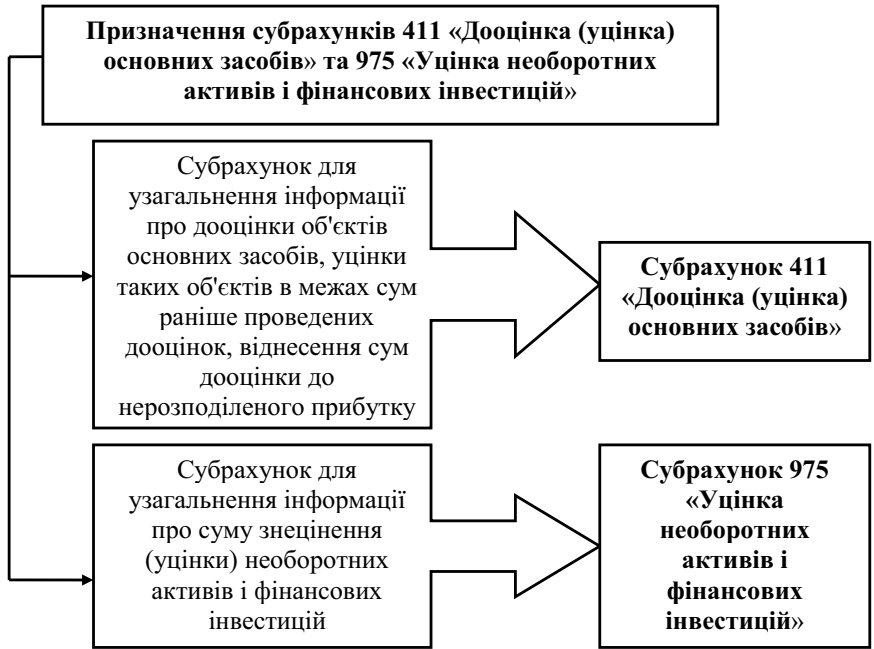 Призначення субрахунків 411 «Дооцінка (уцінка)
основних засобів» та 975 «Уцінка необоротних
активів і фінансових інвестицій»
Субрахунок для
узагальнення інформації
про дооцінки об'єктів
основних засобів, уцінки
таких об'єктів в межах сум
раніше проведених
дооцінок, віднесення сум
дооцінки до
нерозподіленого прибутку
Субрахунок 411
«Дооцінка (уцінка)
основних засобів»
Субрахунок для
узагальнення інформації
про суму знецінення
(уцінки) необоротних
активів і фінансових
інвестицій
Субрахунок 975
«Уцінка
необоротних
активів і
фінансових
інвестицій»